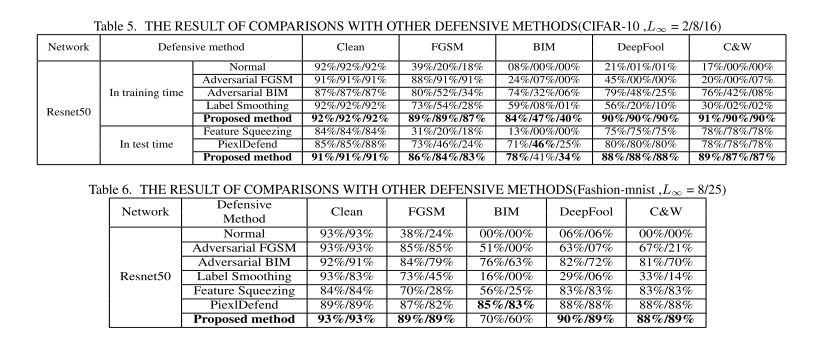 Table 5. THE RESULT OF COMPARISONS WITH OTHER DEFENSIVE METHODS(CIFAR-10 ,L∞ = 2/8/16)
Network Defensive method Clean FGSM BIM DeepFool C&W
Resnet50
In training time
Normal 92%/92%/92% 39%/20%/18% 08%/00%/00% 21%/01%/01% 17%/00%/00%
Adversarial FGSM 91%/91%/91% 88%/91%/91% 24%/07%/00% 45%/00%/00% 20%/00%/07%
Adversarial BIM 87%/87%/87% 80%/52%/34% 74%/32%/06% 79%/48%/25% 76%/42%/08%
Label Smoothing 92%/92%/92% 73%/54%/28% 59%/08%/01% 56%/20%/10% 30%/02%/02%
Proposed method 92%/92%/92% 89%/89%/87% 84%/47%/40% 90%/90%/90% 91%/90%/90%
In test time
Feature Squeezing 84%/84%/84% 31%/20%/18% 13%/00%/00% 75%/75%/75% 78%/78%/78%
PiexlDefend 85%/85%/88% 73%/46%/24% 71%/46%/25% 80%/80%/80% 78%/78%/78%
Proposed method 91%/91%/91% 86%/84%/83% 78%/41%/34% 88%/88%/88% 89%/87%/87%
Table 6. THE RESULT OF COMPARISONS WITH OTHER DEFENSIVE METHODS(Fashion-mnist ,L∞ = 8/25)
Network Defensive Method Clean FGSM BIM DeepFool C&W
Resnet50
Normal 93%/93% 38%/24% 00%/00% 06%/06% 00%/00%
Adversarial FGSM 93%/93% 85%/85% 51%/00% 63%/07% 67%/21%
Adversarial BIM 92%/91% 84%/79% 76%/63% 82%/72% 81%/70%
Label Smoothing 93%/83% 73%/45% 16%/00% 29%/06% 33%/14%
Feature Squeezing 84%/84% 70%/28% 56%/25% 83%/83% 83%/83%
PiexlDefend 89%/89% 87%/82% 85%/83% 88%/88% 88%/88%
Proposed method 93%/93% 89%/89% 70%/60% 90%/89% 88%/89%